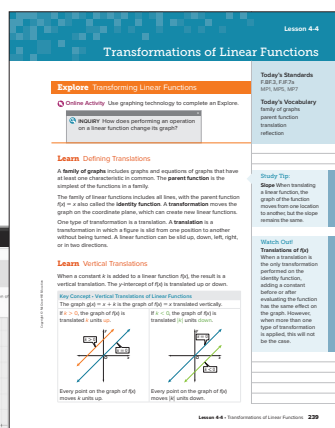 Lesson 4-4
Transformations of Linear Functions
Explore Transforming Linear Functions
Online Activity Use graphing technology to complete an Explore.
INQUIRY How does performing an operation
on a linear function change its graph?
Learn Defining Translations
A family of graphs includes graphs and equations of graphs that have
at least one characteristic in common. The parent function is the
simplest of the functions in a family.
The family of linear functions includes all lines, with the parent function
f(x) = x also called the identity function. A transformation moves the
graph on the coordinate plane, which can create new linear functions.
One type of transformation is a translation. A translation is a
transformation in which a figure is slid from one position to another
without being turned. A linear function can be slid up, down, left, right,
or in two directions.
Learn Vertical Translations
When a constant k is added to a linear function f(x), the result is a
vertical translation. The y-intercept of f(x) is translated up or down.
Key Concept • Vertical Translations of Linear Functions
The graph g(x) = x + k is the graph of f(x) = x translated vertically.
If k > 0, the graph of f(x) is
translated k units up.
If k < 0, the graph of f(x) is
translated |k| units down.
k > 0
k = 0
k = 0
k < 0
Every point on the graph of f(x)
moves k units up.
Every point on the graph of f(x)
moves |k| units down.
Today's Standards
F.BF.3, F.IF.7a
MP1, MP5, MP7
Today's Vocabulary
family of graphs
parent function
translation
reflection
Study Tip:
Slope When translating
a linear function, the
graph of the function
moves from one location
to another, but the slope
remains the same.
Watch Out!
Translations of f(x)
When a translation is
the only transformation
performed on the
identity function,
adding a constant
before or after
evaluating the function
has the same effect on
the graph. However,
when more than one
type of transformation
is applied, this will not
be the case.
Lesson 4-4 • Transformations of Linear Functions 239